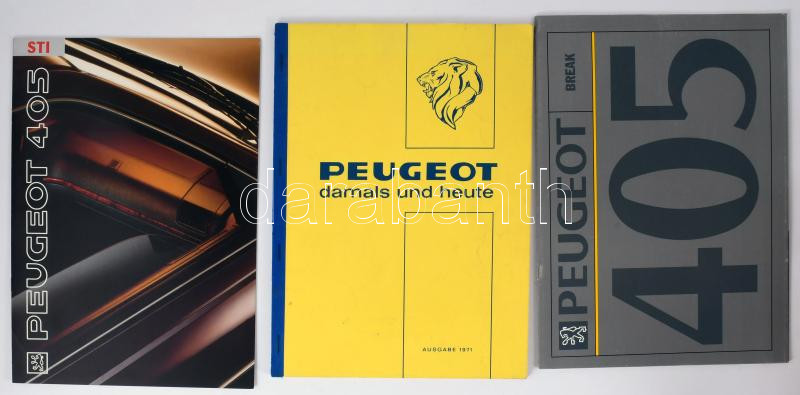 STI
PEUGEOT 405
PEUGEOT
damals und heute
AUSGABE 1971
PEUGEOT
BREAK
405
darabanth